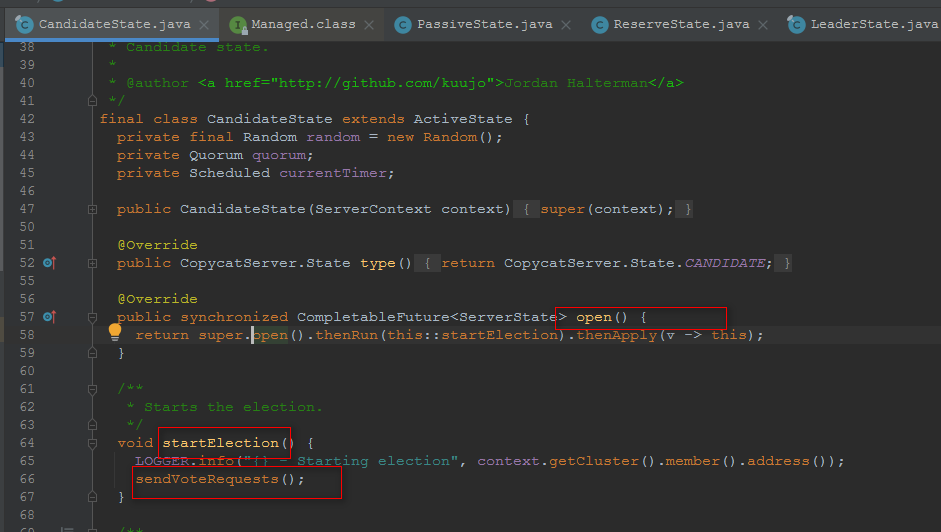 CandidateState.java Managed.class PassiveState.java ReserveState.java LeaderState.java
38 * Candidate state.
39 *
40 * @author <a href="http://github.com/kuujo">Jordan Halterman</a>
41 */
42 final class CandidateState extends ActiveState {
43 private final Random random = new Random();
44 private Quorum quorum;
45 private Scheduled currentTimer;
46
47 public CandidateState(ServerContext context) { super(context); }
50
51 @Override
52 public CopycatServer.State type() { return CopycatServer.State.CANDIDATE; }
55
56 @Override
57 public synchronized CompletableFuture<ServerState> open() {
58 return super.open().thenRun(this::startElection).thenApply(v -> this);
59 }
60
61 /**
62 * Starts the election.
63 */
64 void startElection() {
65 LOGGER.info("{} - Starting election", context.getCluster().member().address());
66 sendVoteRequests();
67 }
68
69 /**